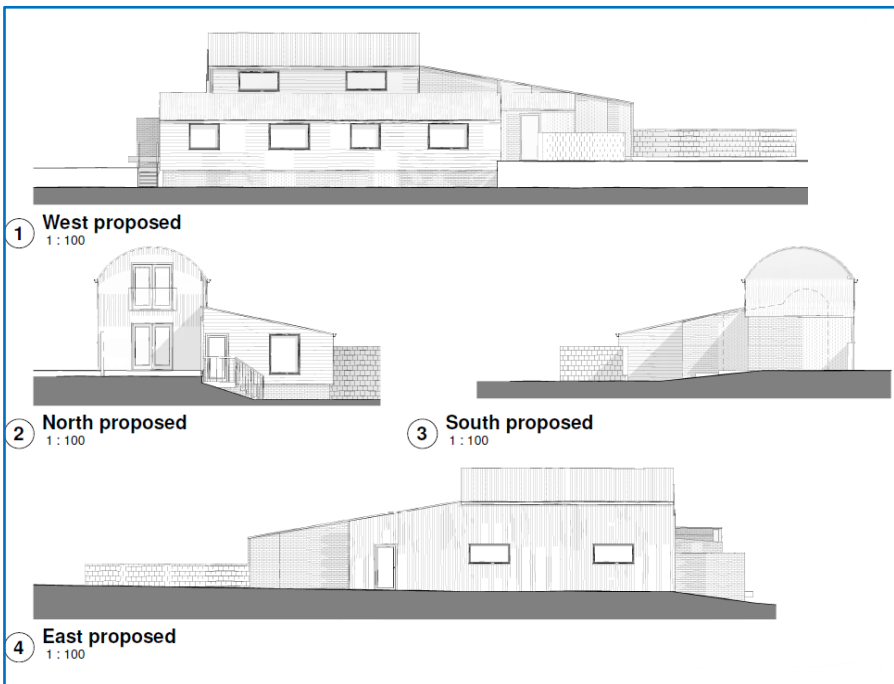 1 West proposed
1 : 100
2 North proposed
1 : 100
3 South proposed
1 : 100
4 East proposed
1 : 100